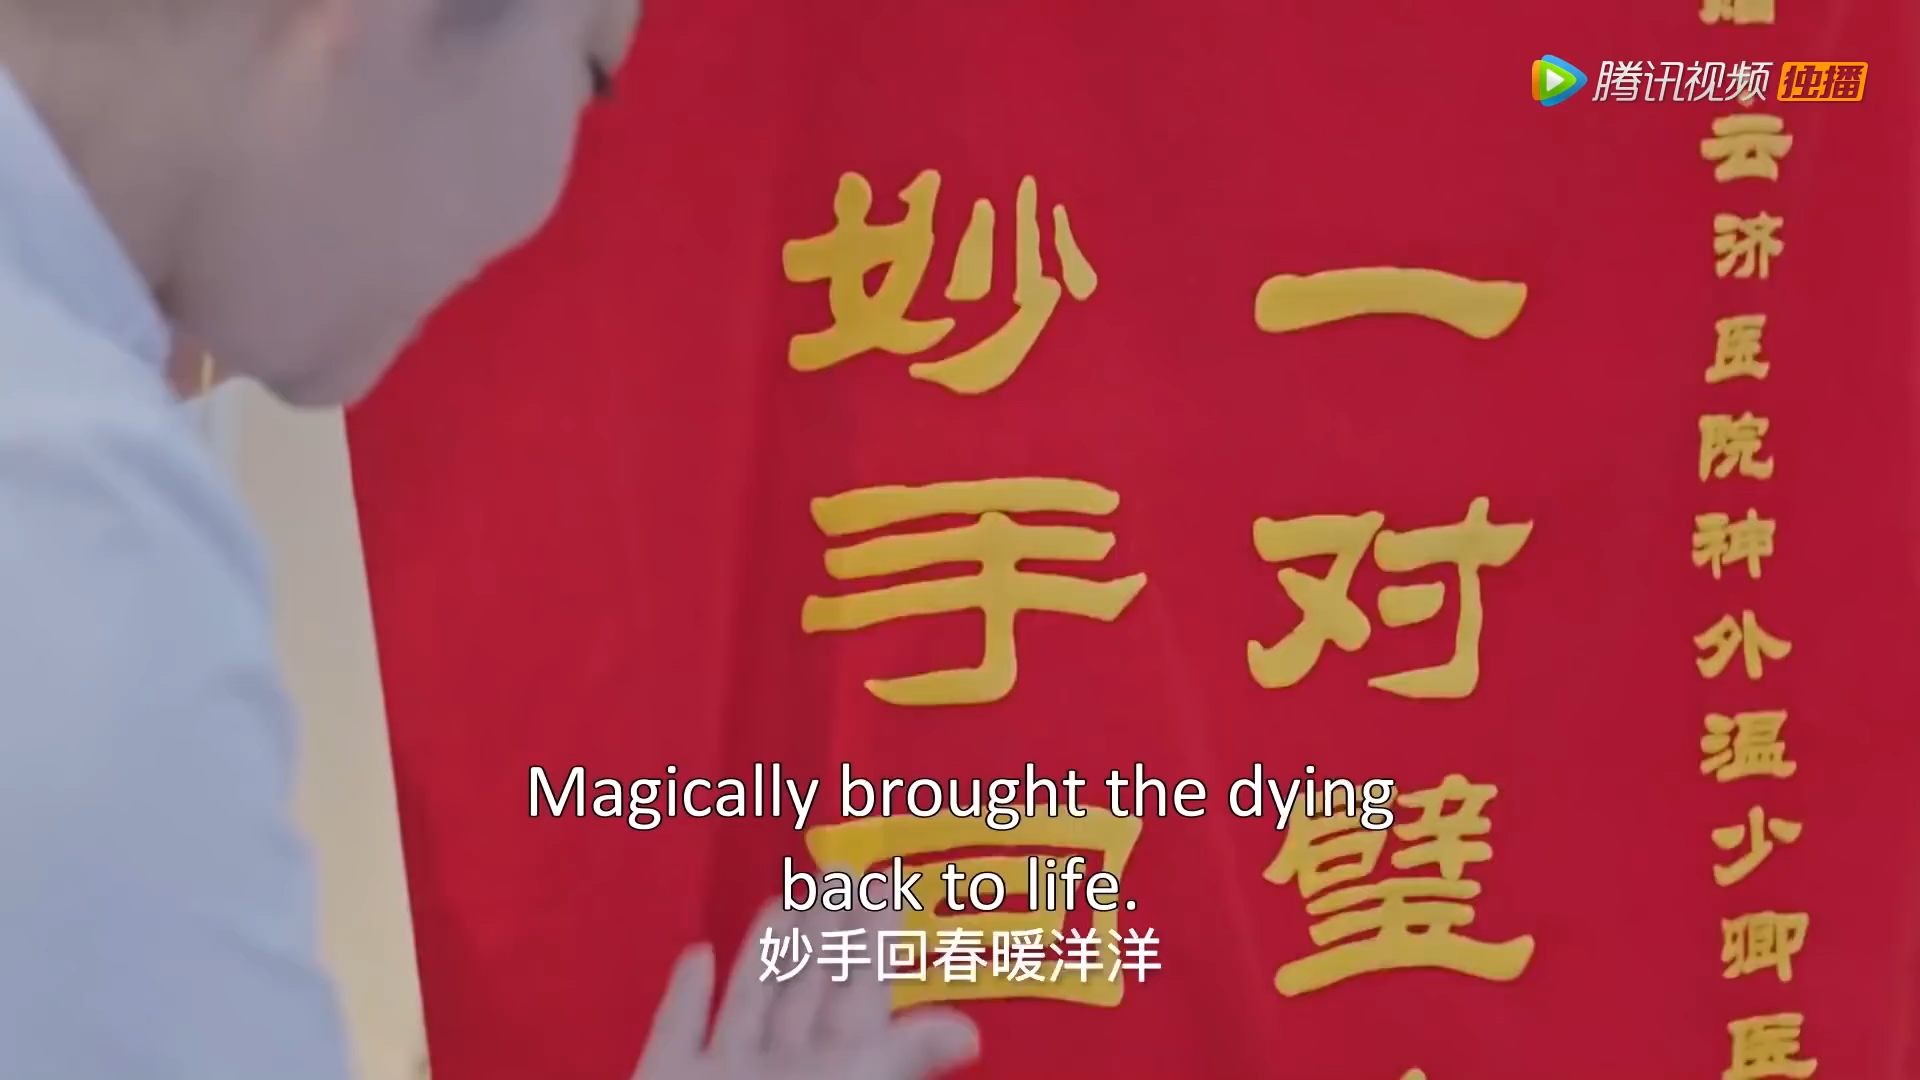 腾讯视频 独播
云济医院神外温少卿医
一对璧
妙手回
Magically brought the dying
back to life.
妙手回春暖洋洋